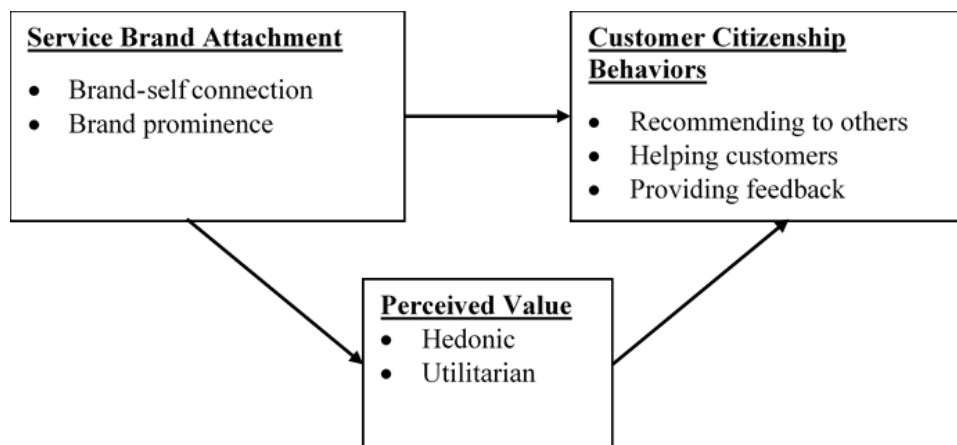 Service Brand Attachment
• Brand-self connection
• Brand prominence
Customer Citizenship
Behaviors
• Recommending to others
• Helping customers
• Providing feedback
Perceived Value
• Hedonic
• Utilitarian